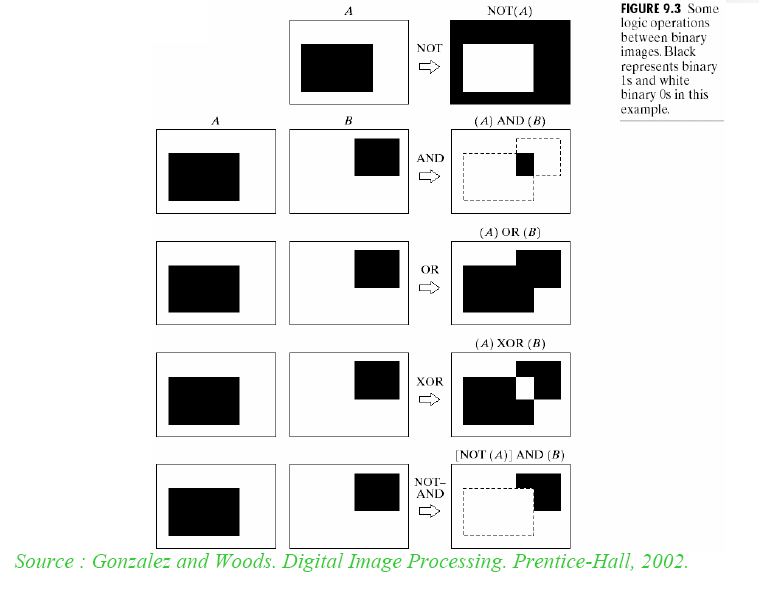 A
NOT(A)
FIGURE 9.3 Some
logic operations
between binary
images. Black
represents binary
1s and white
binary 0s in this
example.
NOT
A
B
(A) AND (B)
AND
(A) OR (B)
OR
(A) XOR (B)
XOR
[NOT (A)] AND (B)
NOT–
AND
Source : Gonzalez and Woods. Digital Image Processing. Prentice-Hall, 2002.